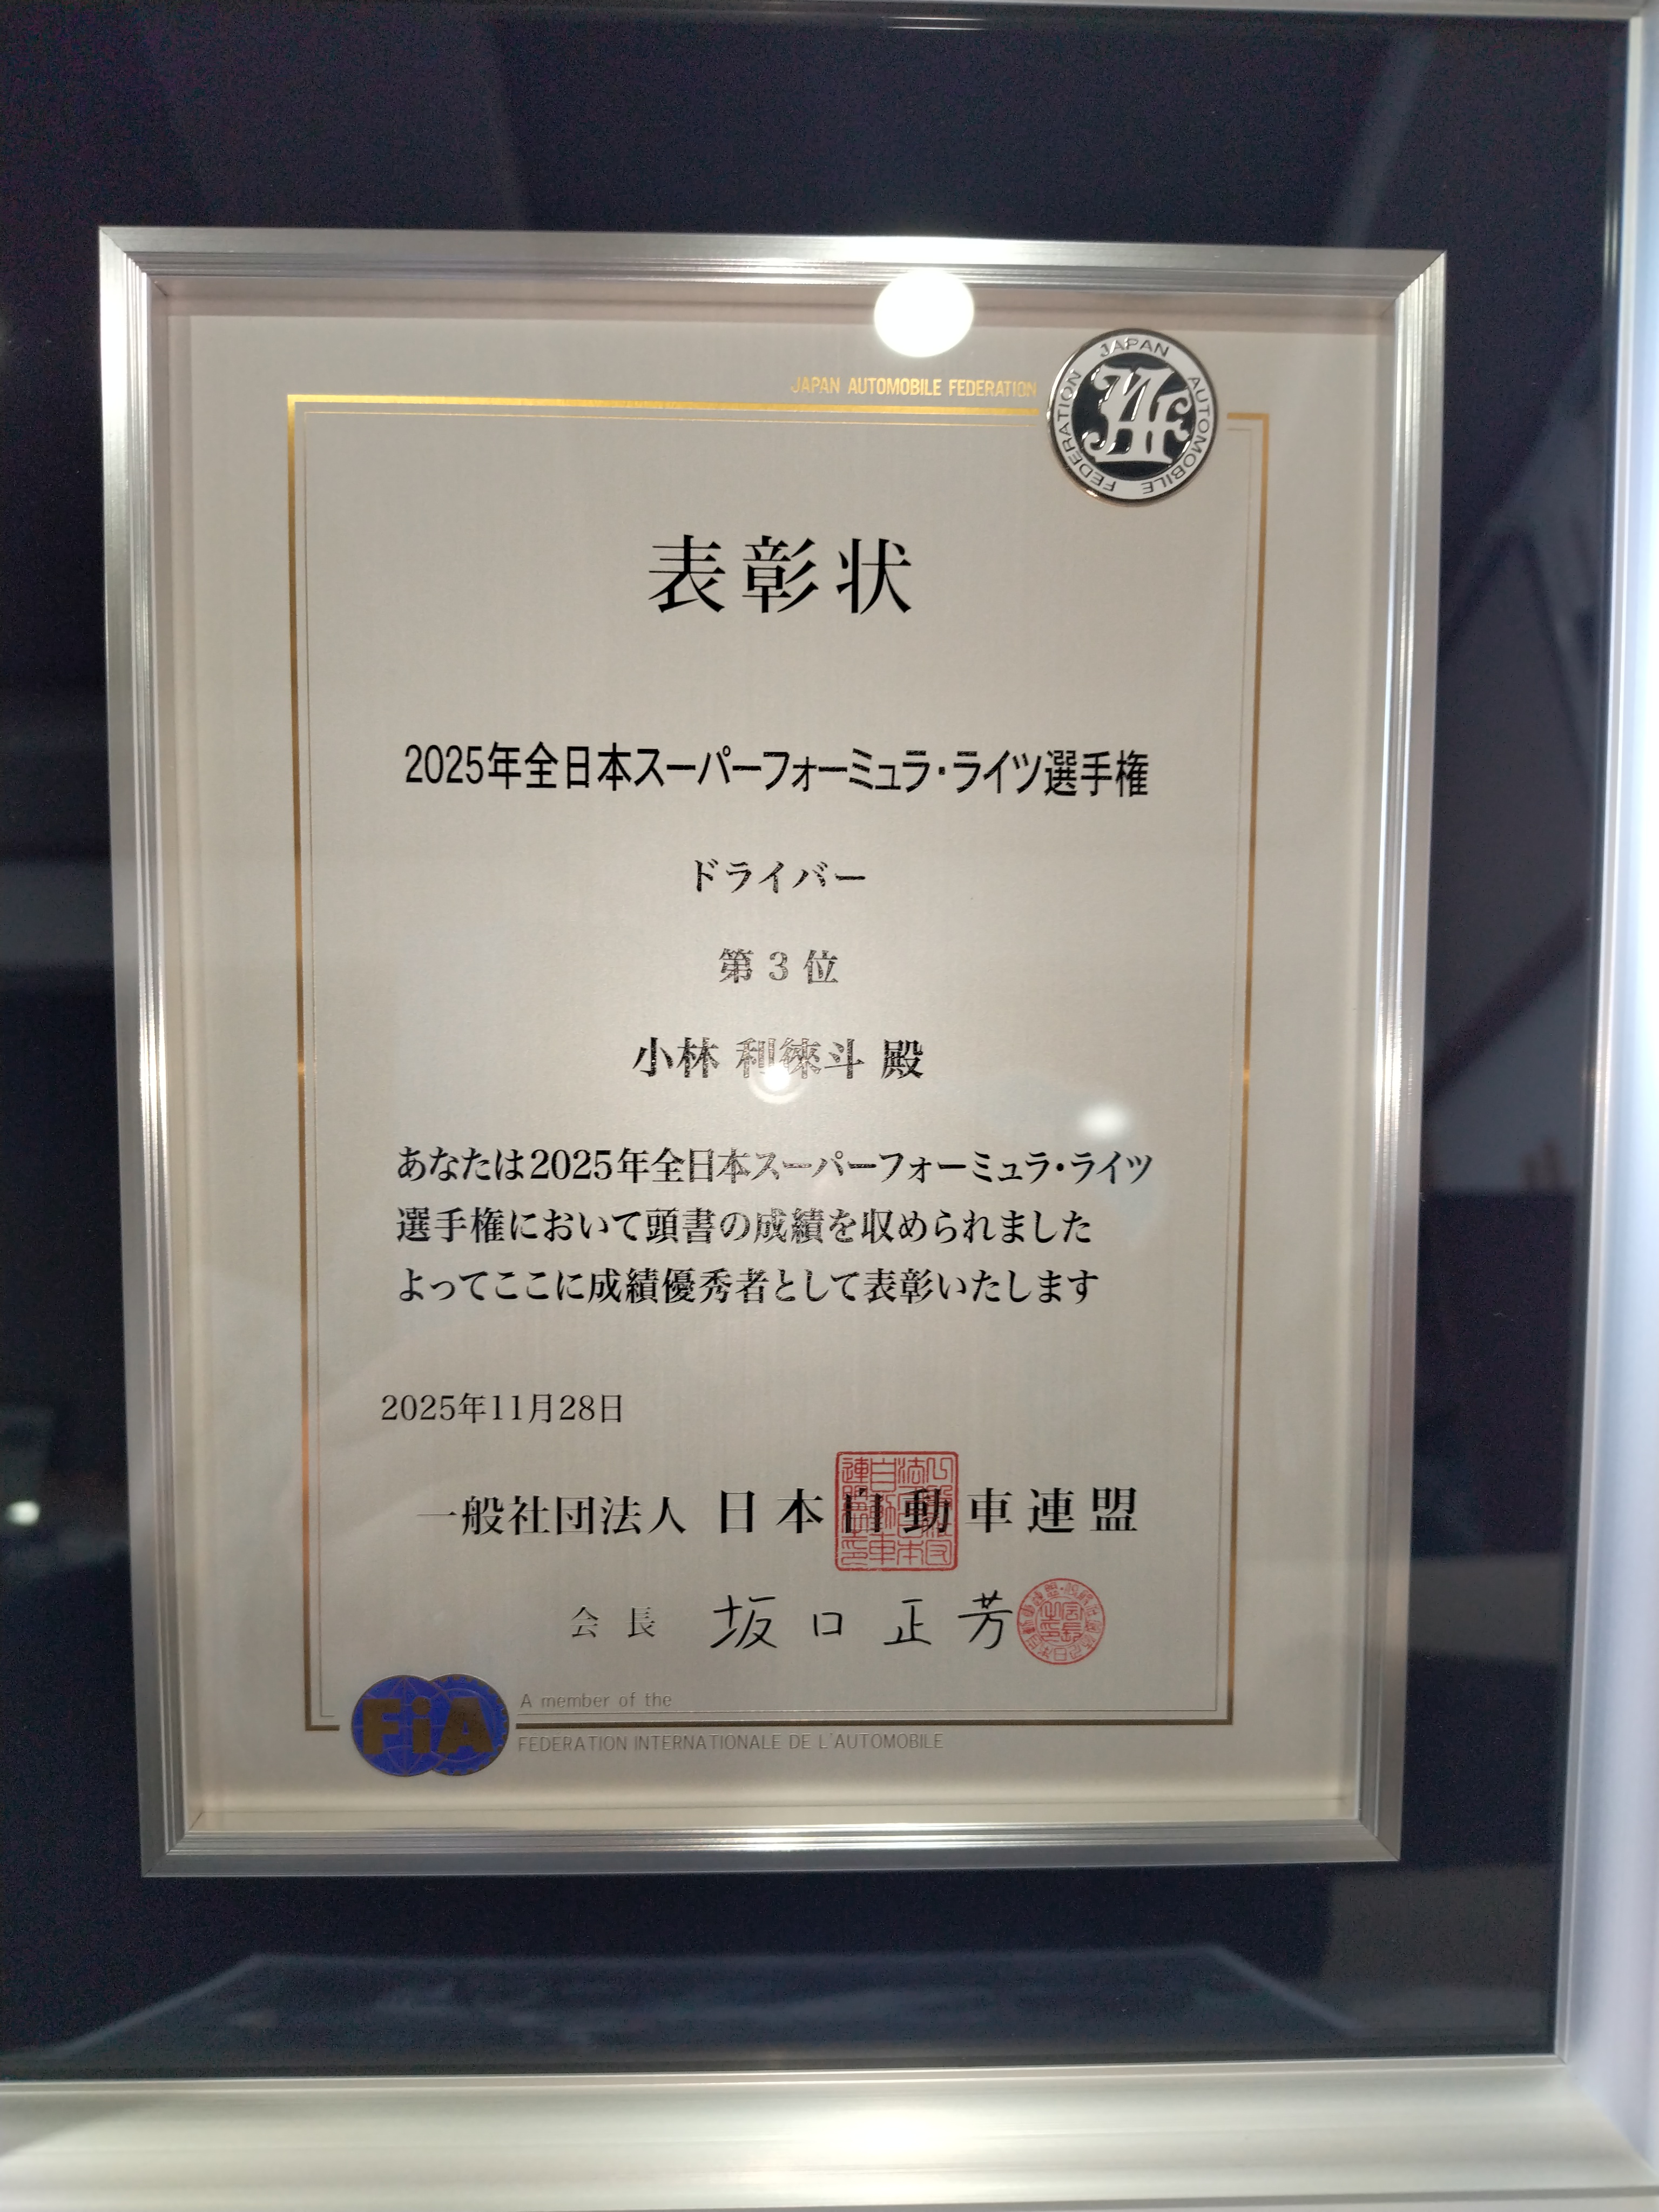 JAPAN AUTOMOBILE FEDERATION
JAPAN AUTOMOBILE FEDERATION
JAF
表彰状
2025年全日本スーパーフォーミュラ・ライツ選手権
ドライバー
第3位
小林 利徠斗 殿
あなたは2025年全日本スーパーフォーミュラ・ライツ
選手権において頭書の成績を収められました
よってここに成績優秀者として表彰いたします
2025年11月28日
一般社団法人 日本自動車連盟
会長 坂口正芳
FiA
A member of the
FEDERATION INTERNATIONALE DE L'AUTOMOBILE